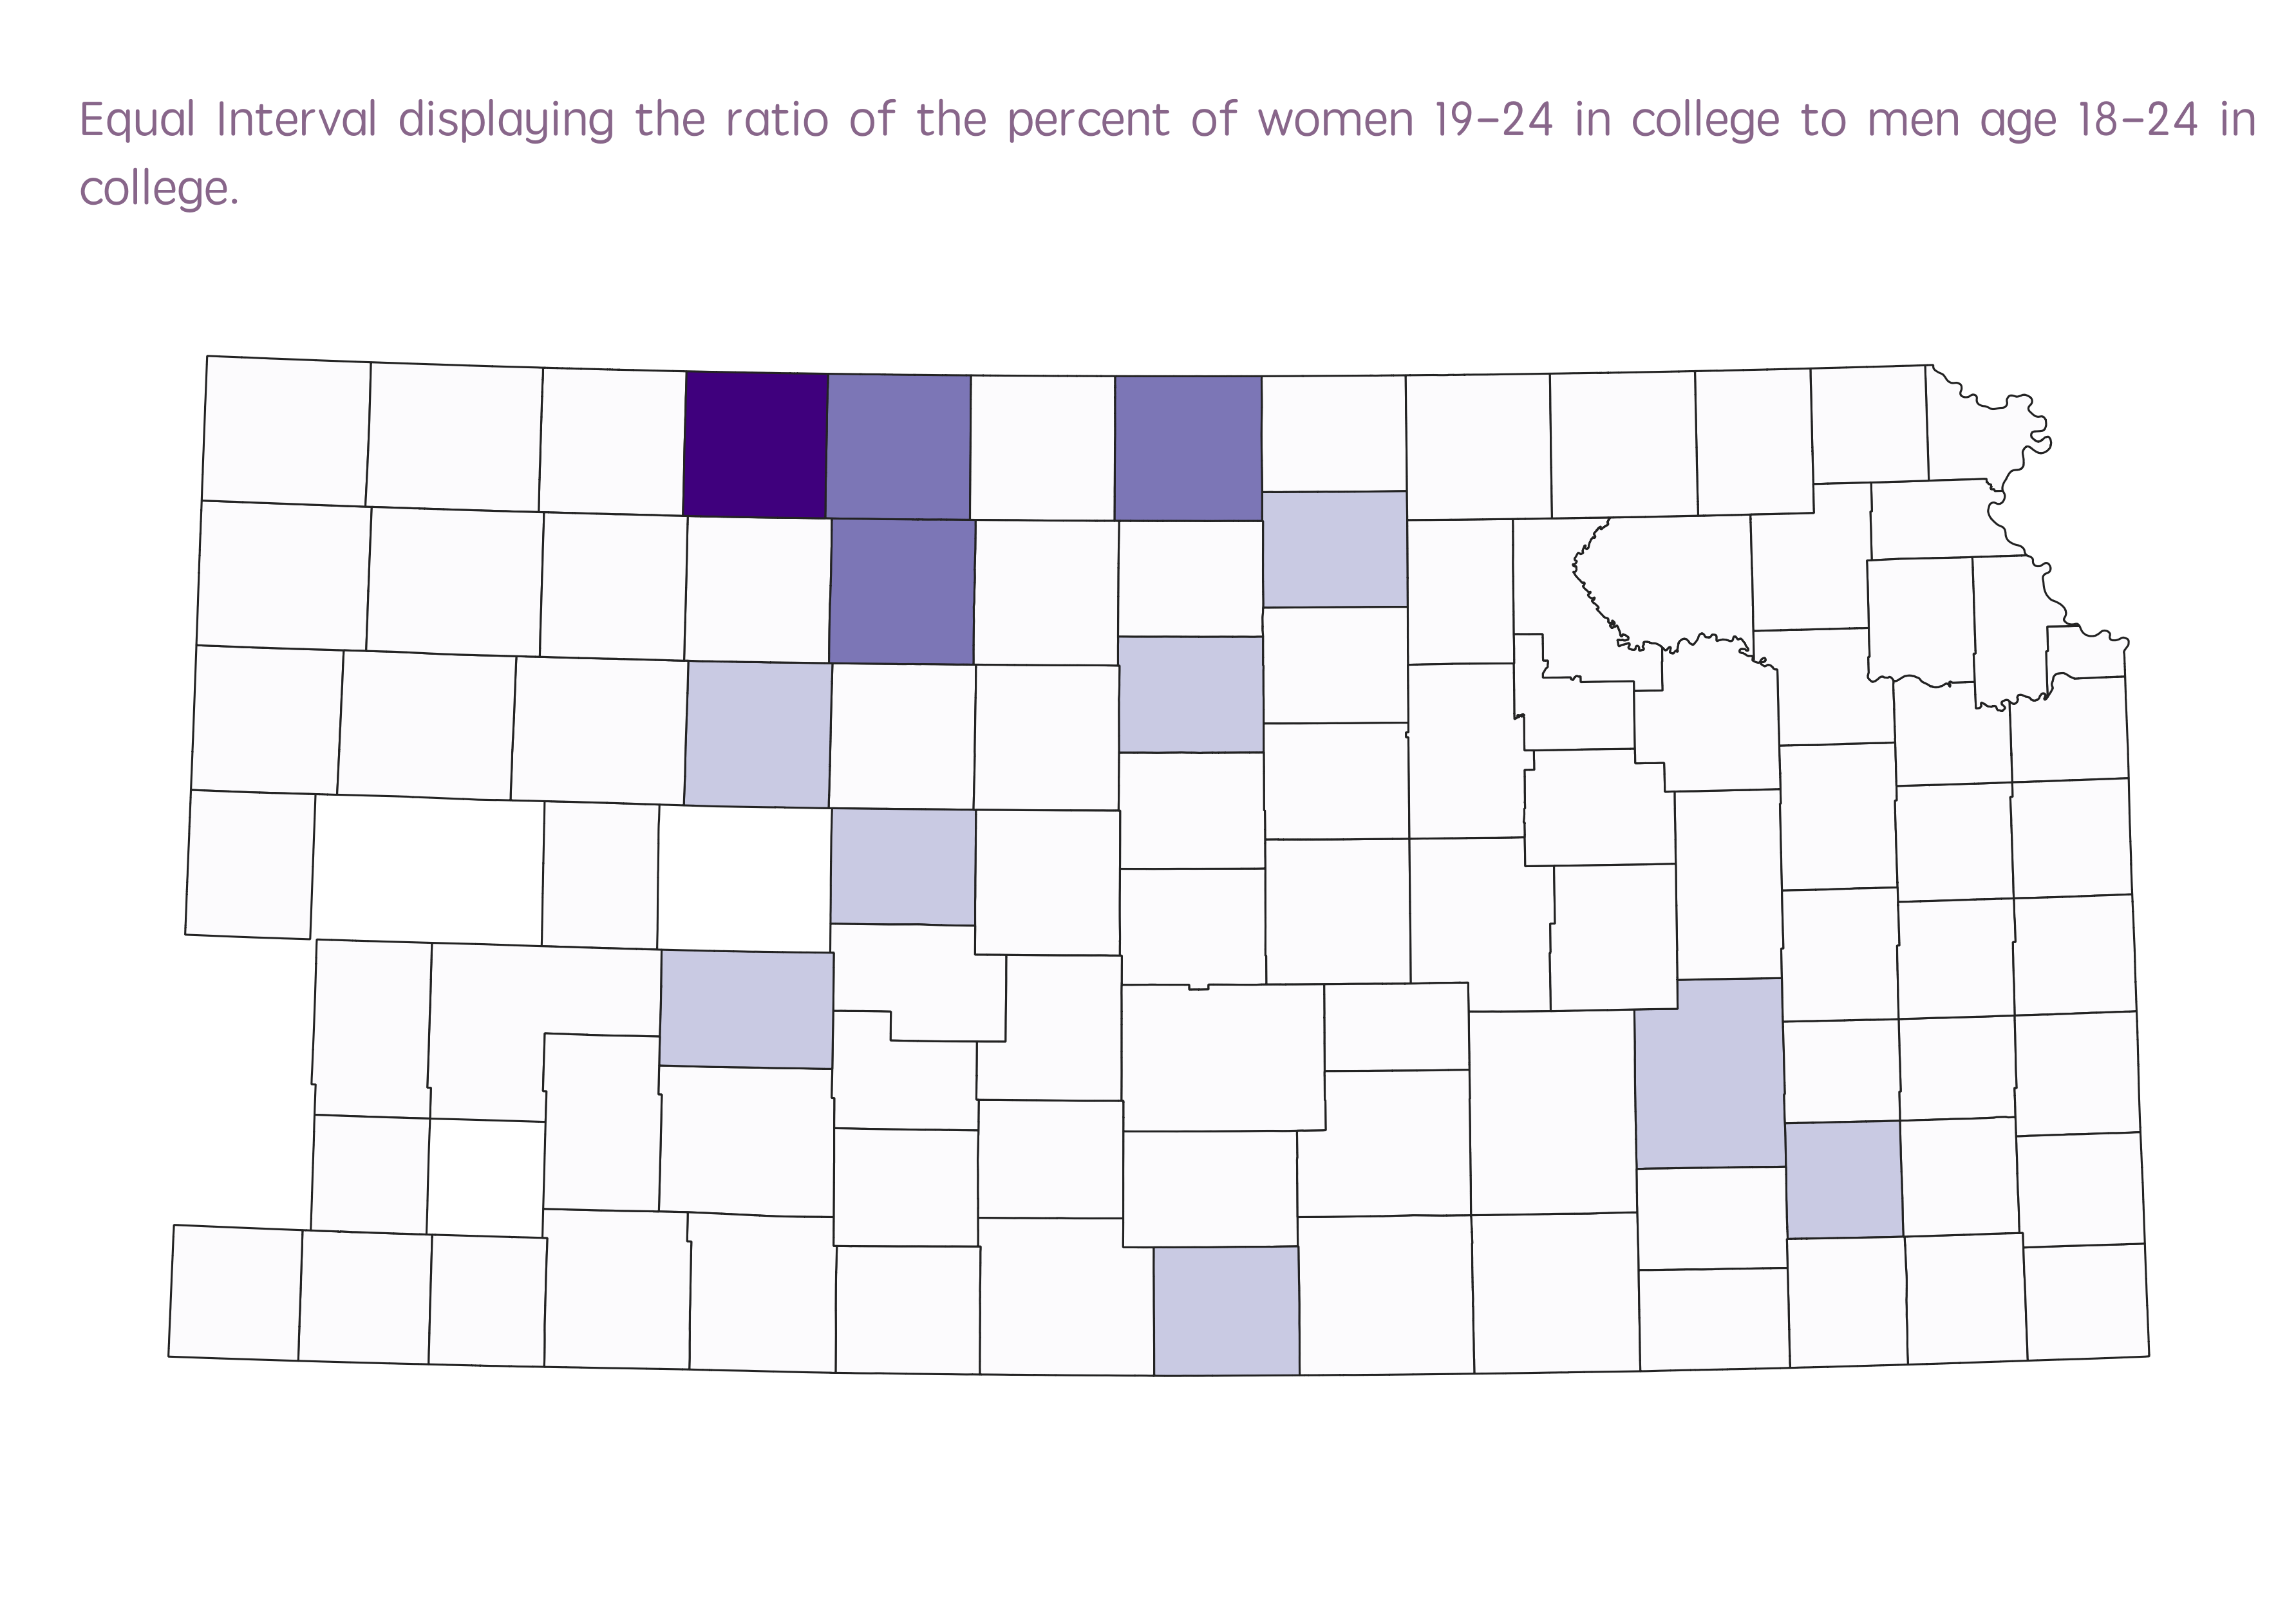 Equal Interval displaying the ratio of the percent of women 19-24 in college to men age 18-24 in
college.